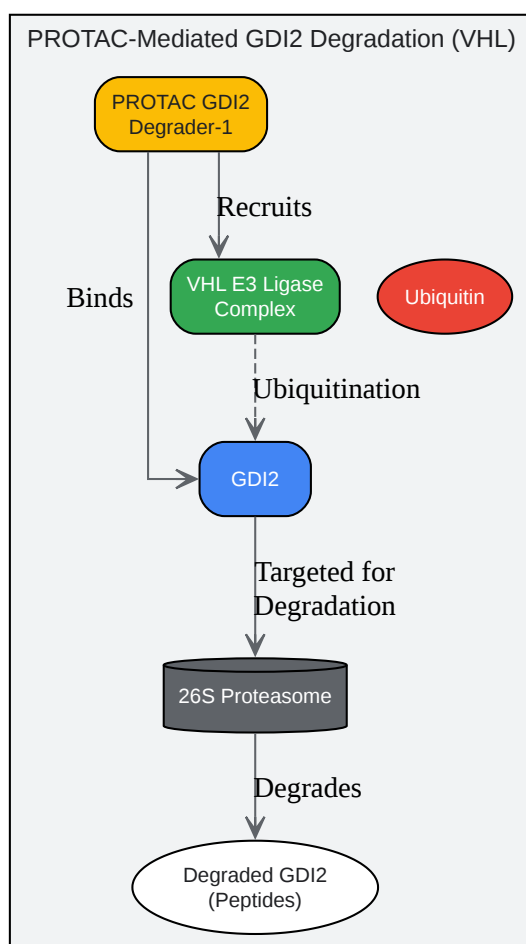 PROTAC-Mediated GDI2 Degradation (VHL)
PROTAC GDI2
Degrader-1
Recruits
Binds
VHL E3 Ligase
Complex
Ubiquitin
Ubiquitination
GDI2
Targeted for
Degradation
26S Proteasome
Degrades
Degraded GDI2
(Peptides)